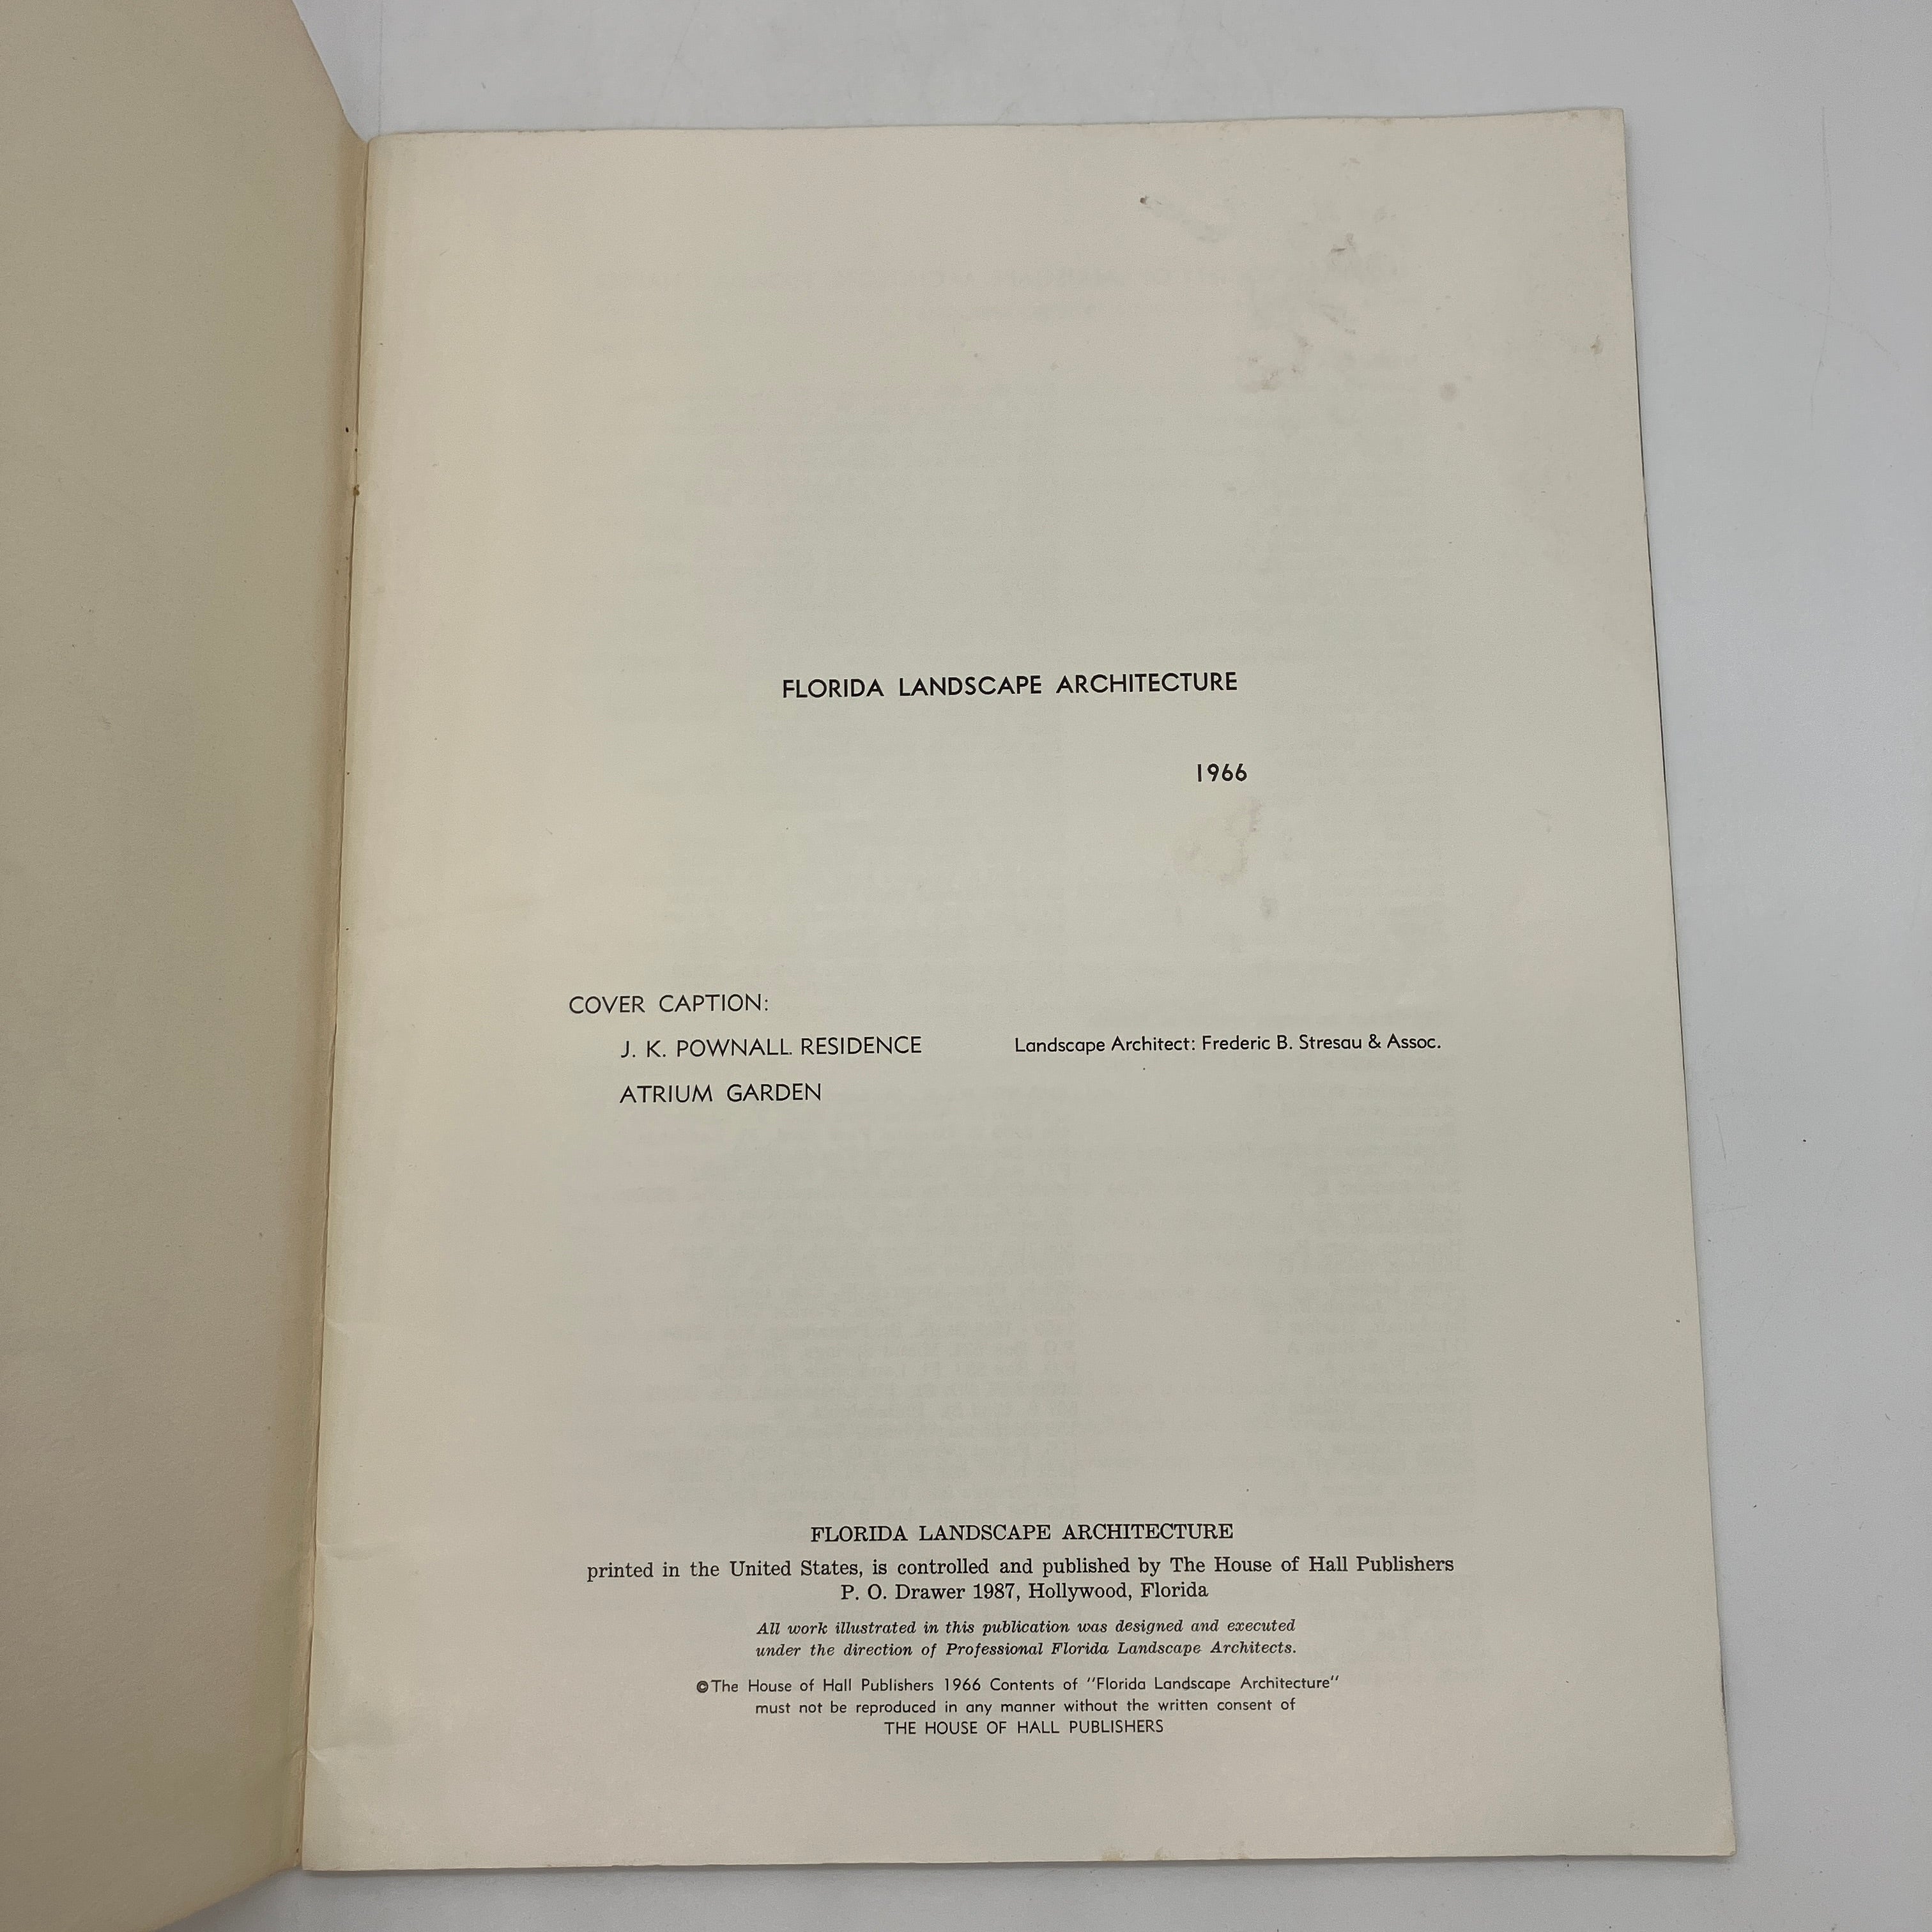 FLORIDA LANDSCAPE ARCHITECTURE
1966
COVER CAPTION:
J. K. POWNALL RESIDENCE Landscape Architect: Frederic B. Stresau & Assoc.
ATRIUM GARDEN
FLORIDA LANDSCAPE ARCHITECTURE
printed in the United States, is controlled and published by The House of Hall Publishers
P. O. Drawer 1987, Hollywood, Florida
All work illustrated in this publication was designed and executed
under the direction of Professional Florida Landscape Architects.
©The House of Hall Publishers 1966 Contents of "Florida Landscape Architecture"
must not be reproduced in any manner without the written consent of
THE HOUSE OF HALL PUBLISHERS